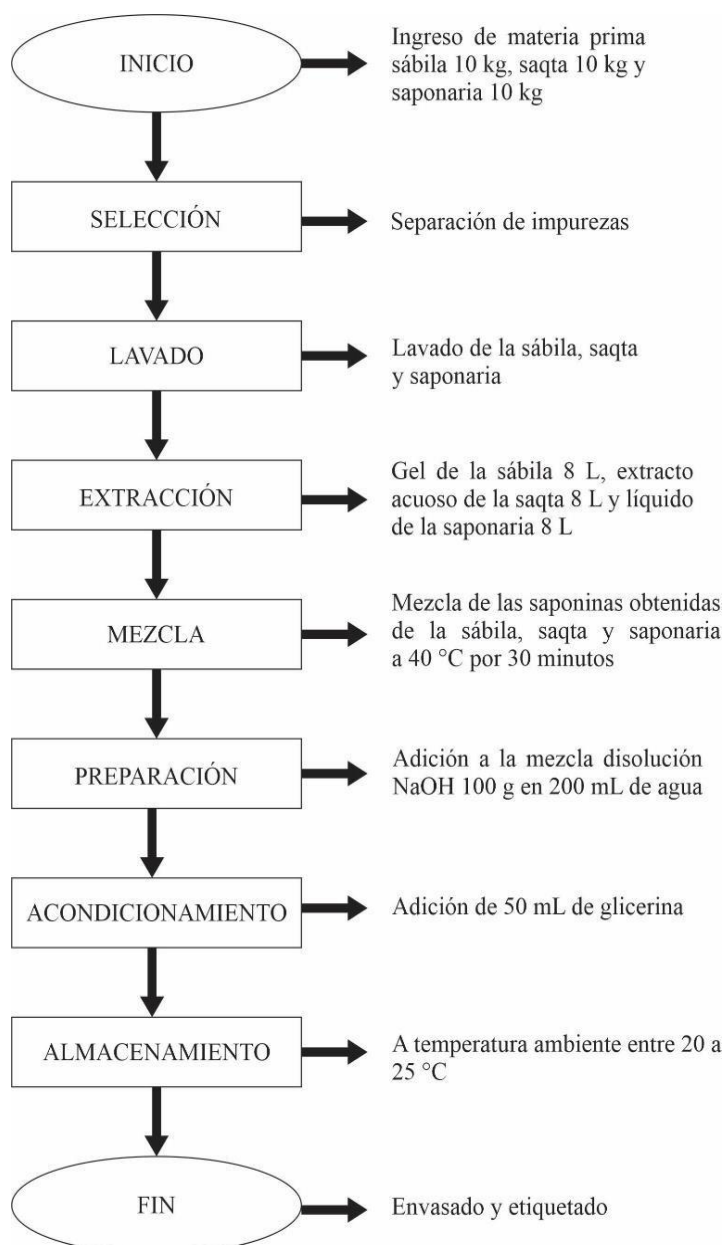 INICIO
Ingreso de materia prima
sábila 10 kg, saqta 10 kg y
saponaria 10 kg
SELECCIÓN
Separación de impurezas
LAVADO
Lavado de la sábila, saqta
y saponaria
EXTRACCIÓN
Gel de la sábila 8 L, extracto
acuoso de la saqta 8 L y líquido
de la saponaria 8 L
MEZCLA
Mezcla de las saponinas obtenidas
de la sábila, saqta y saponaria
a 40 °C por 30 minutos
PREPARACIÓN
Adición a la mezcla disolución
NaOH 100 g en 200 mL de agua
ACONDICIONAMIENTO
Adición de 50 mL de glicerina
ALMACENAMIENTO
A temperatura ambiente entre 20 a
25 °C
FIN
Envasado y etiquetado